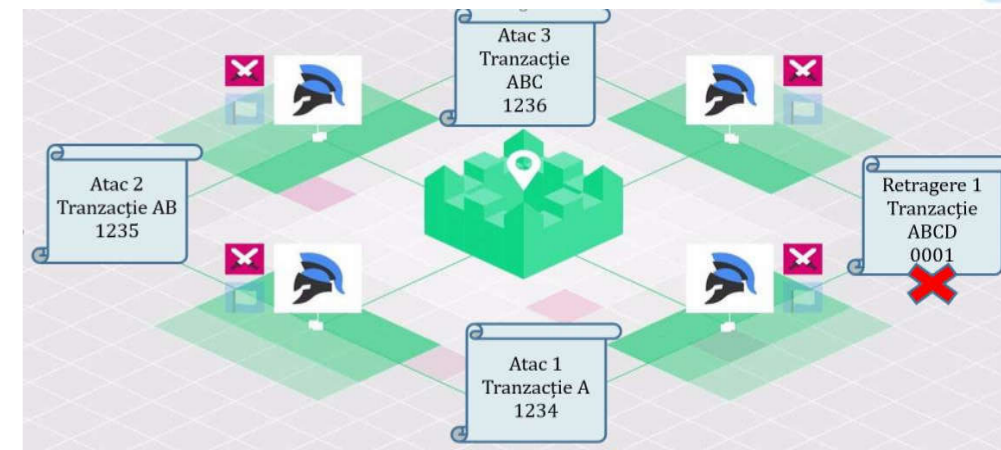 Atac 3
Tranzacție
ABC
1236
Atac 2
Tranzacție AB
1235
Retragere 1
Tranzacție
ABCD
0001
Atac 1
Tranzacție A
1234